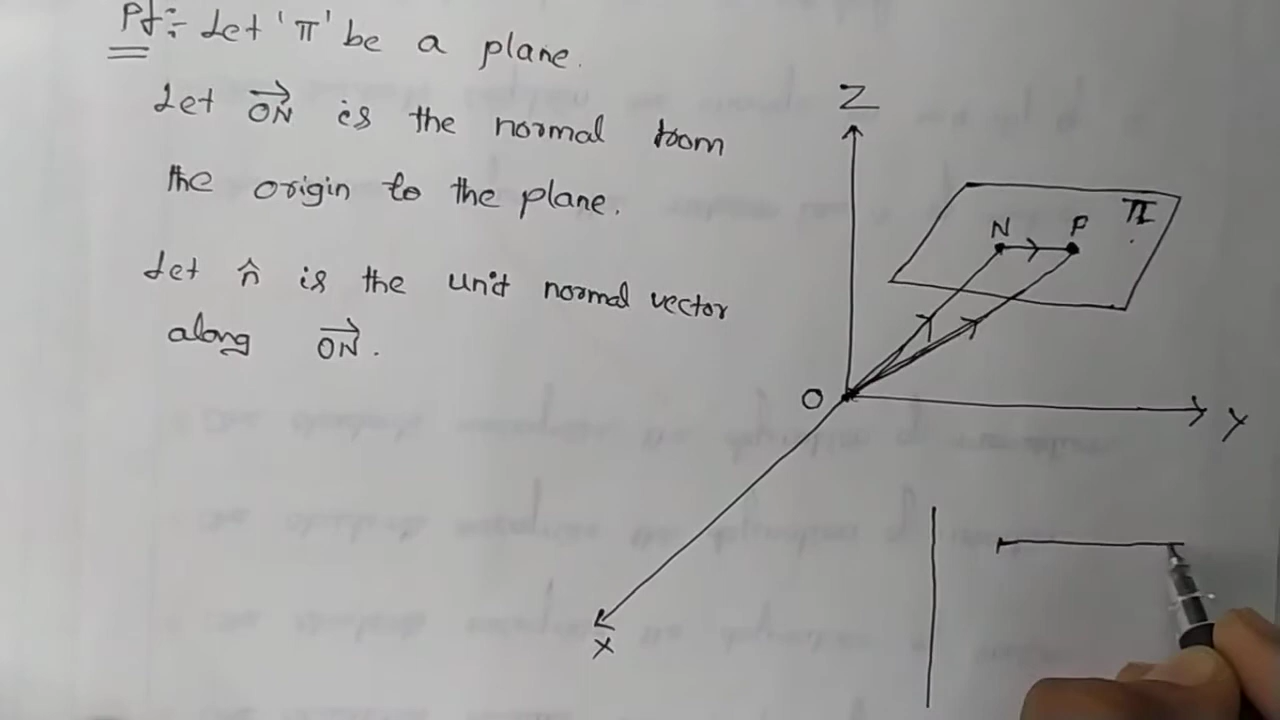 Pf:- Let 'π' be a plane.
Let ON is the normal from
the origin to the plane.
Let n̂ is the unit normal vector
along ON.
Z
π
N P
O
Y
X